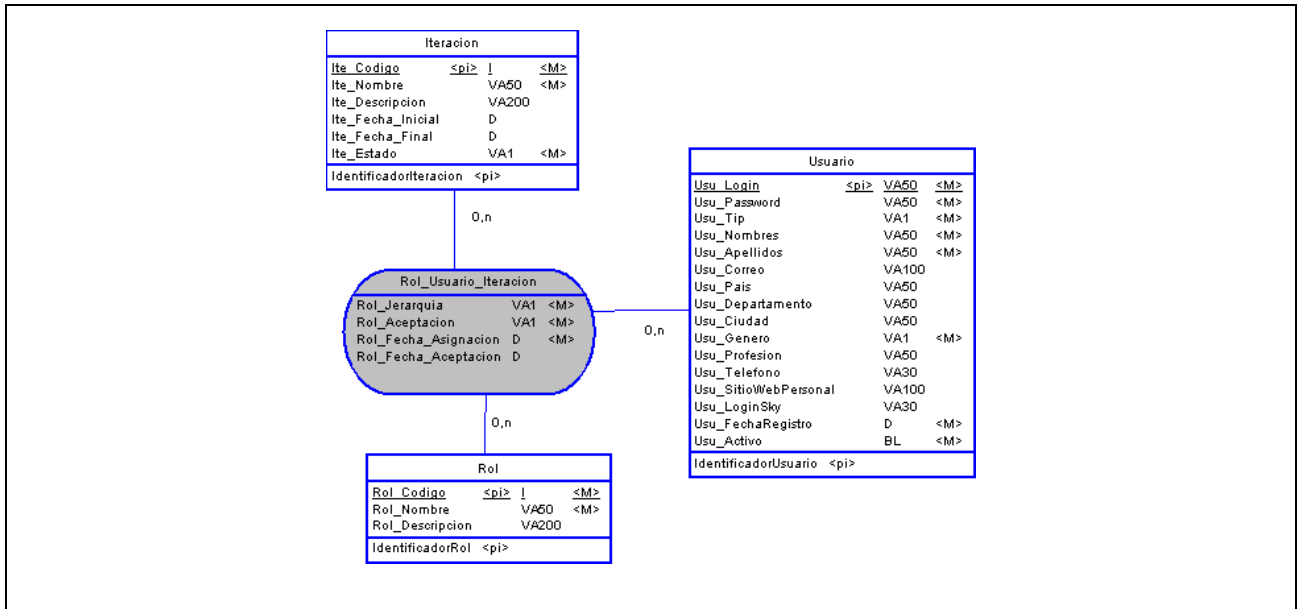 Iteracion
Ite_Codigo <pi> I <M>
Ite_Nombre VA50 <M>
Ite_Descripcion VA200
Ite_Fecha_Inicial D
Ite_Fecha_Final D
Ite_Estado VA1 <M>
IdentificadorIteracion <pi>
0,n
Rol_Usuario_Iteracion
Rol_Jerarquia VA1 <M>
Rol_Aceptacion VA1 <M>
Rol_Fecha_Asignacion D <M>
Rol_Fecha_Aceptacion D
0,n
Usuario
Usu_Login <pi> VA50 <M>
Usu_Password VA50 <M>
Usu_Tip VA1 <M>
Usu_Nombres VA50 <M>
Usu_Apellidos VA50 <M>
Usu_Correo VA100
Usu_Pais VA50
Usu_Departamento VA50
Usu_Ciudad VA50
Usu_Genero VA1 <M>
Usu_Profesion VA50
Usu_Telefono VA30
Usu_SitioWebPersonal VA100
Usu_LoginSky VA30
Usu_FechaRegistro D <M>
Usu_Activo BL <M>
IdentificadorUsuario <pi>
0,n
Rol
Rol_Codigo <pi> I <M>
Rol_Nombre VA50 <M>
Rol_Descripcion VA200
IdentificadorRol <pi>